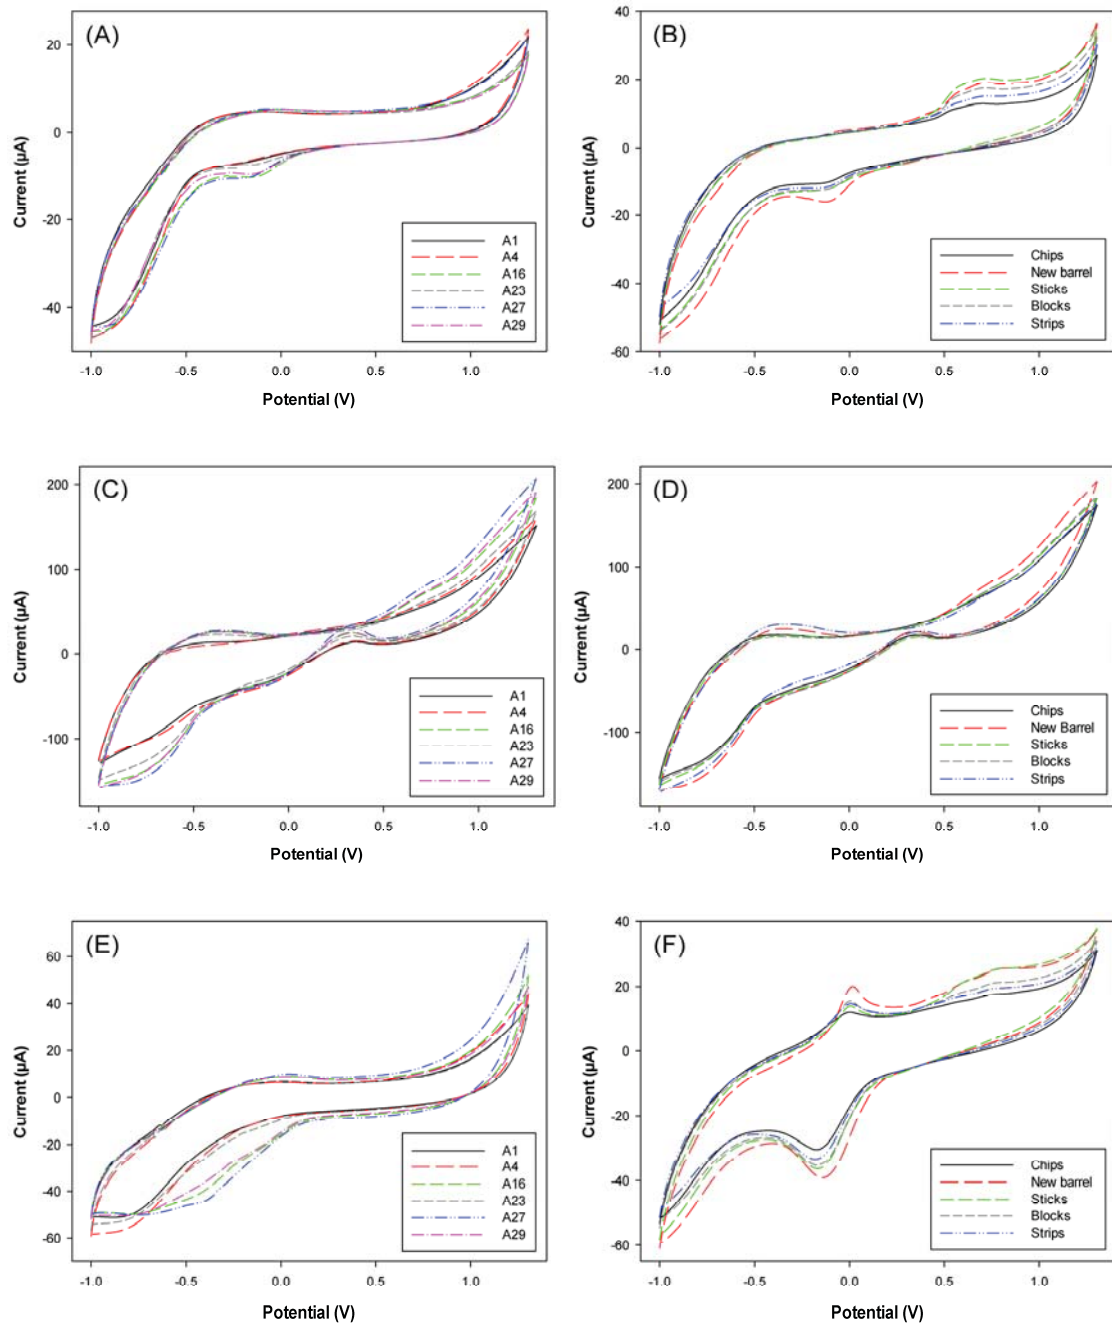 (A)
20
0
-20
-40
Current (µA)
A1
A4
A16
A23
A27
A29
-1.0 -0.5 0.0 0.5 1.0
Potential (V)
(B)
40
20
0
-20
-40
-60
Current (µA)
Chips
New barrel
Sticks
Blocks
Strips
-1.0 -0.5 0.0 0.5 1.0
Potential (V)
(C)
200
100
0
-100
Current (µA)
A1
A4
A16
A23
A27
A29
-1.0 -0.5 0.0 0.5 1.0
Potential (V)
(D)
200
100
0
-100
Current (µA)
Chips
New Barrel
Sticks
Blocks
Strips
-1.0 -0.5 0.0 0.5 1.0
Potential (V)
(E)
60
40
20
0
-20
-40
-60
Current (µA)
A1
A4
A16
A23
A27
A29
-1.0 -0.5 0.0 0.5 1.0
Potential (V)
(F)
40
20
0
-20
-40
-60
Current (µA)
Chips
New barrel
Sticks
Blocks
Strips
-1.0 -0.5 0.0 0.5 1.0
Potential (V)